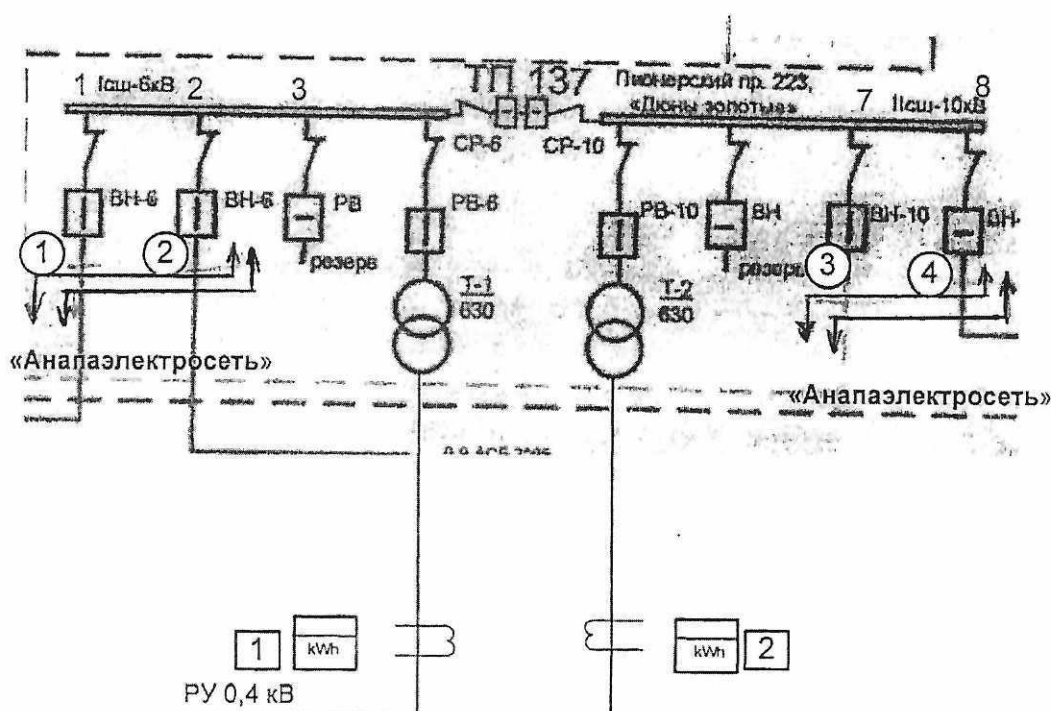 1 Iсш-6кВ 2 3 ТП 137 Пионерский пр. 223, 8
«Дюны золотые» 7 IIсш-10кВ
СР-6 СР-10
ВН-6 ВН-6 РВ РВ-6 РВ-10 ВН ВН-10 ВН-
1 2 резерв резерв 3 4
Т-1 Т-2
630 630
«Анапаэлектросеть»
«Анапаэлектросеть»
1 kWh kWh 2
РУ 0,4 кВ